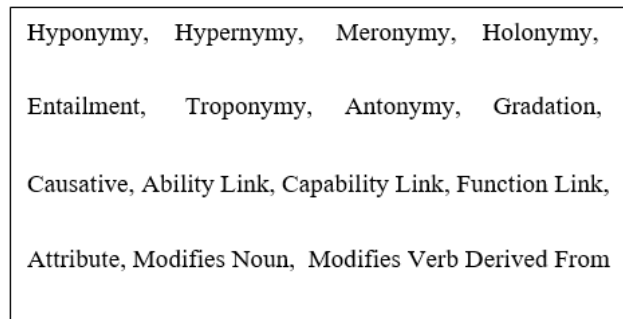 Hyponymy, Hypernymy, Meronymy, Holonymy,
Entailment, Troponymy, Antonymy, Gradation,
Causative, Ability Link, Capability Link, Function Link,
Attribute, Modifies Noun, Modifies Verb Derived From